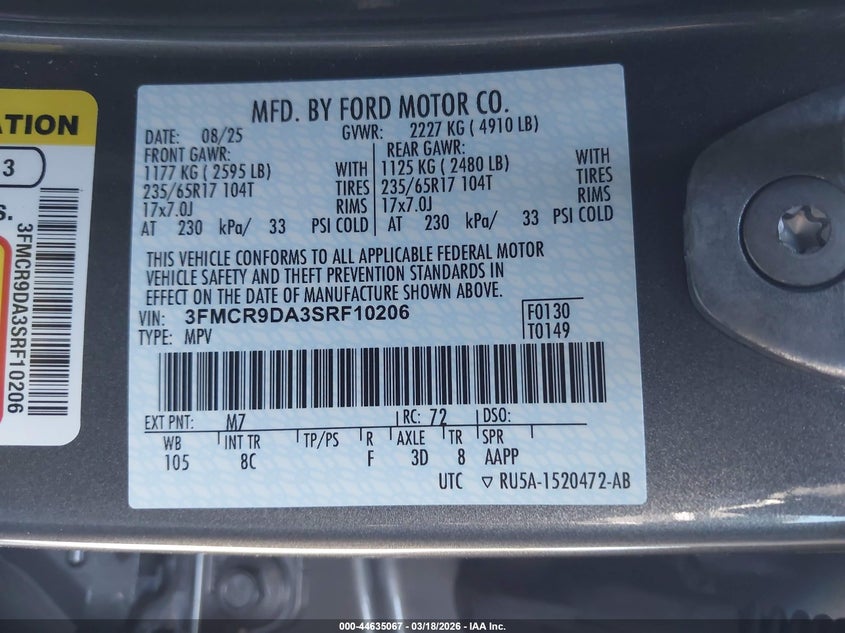 ATION
3
S.
3FMCR9DA3SRF10206
MFD. BY FORD MOTOR CO.
DATE: 08/25 GVWR: 2227 KG ( 4910 LB)
FRONT GAWR: REAR GAWR:
1177 KG ( 2595 LB) WITH 1125 KG ( 2480 LB) WITH
235/65R17 104T TIRES 235/65R17 104T TIRES
17x7.0J RIMS 17x7.0J RIMS
AT 230 kPa/ 33 PSI COLD AT 230 kPa/ 33 PSI COLD
THIS VEHICLE CONFORMS TO ALL APPLICABLE FEDERAL MOTOR
VEHICLE SAFETY AND THEFT PREVENTION STANDARDS IN
EFFECT ON THE DATE OF MANUFACTURE SHOWN ABOVE.
VIN: 3FMCR9DA3SRF10206 F0130
TYPE: MPV T0149
EXT PNT: M7 RC: 72 DSO:
WB INT TR TP/PS R AXLE TR SPR
105 8C F 3D 8 AAPP
UTC ▽ RU5A-1520472-AB
000-44635067 | 03/18/2026 | IAA Inc.